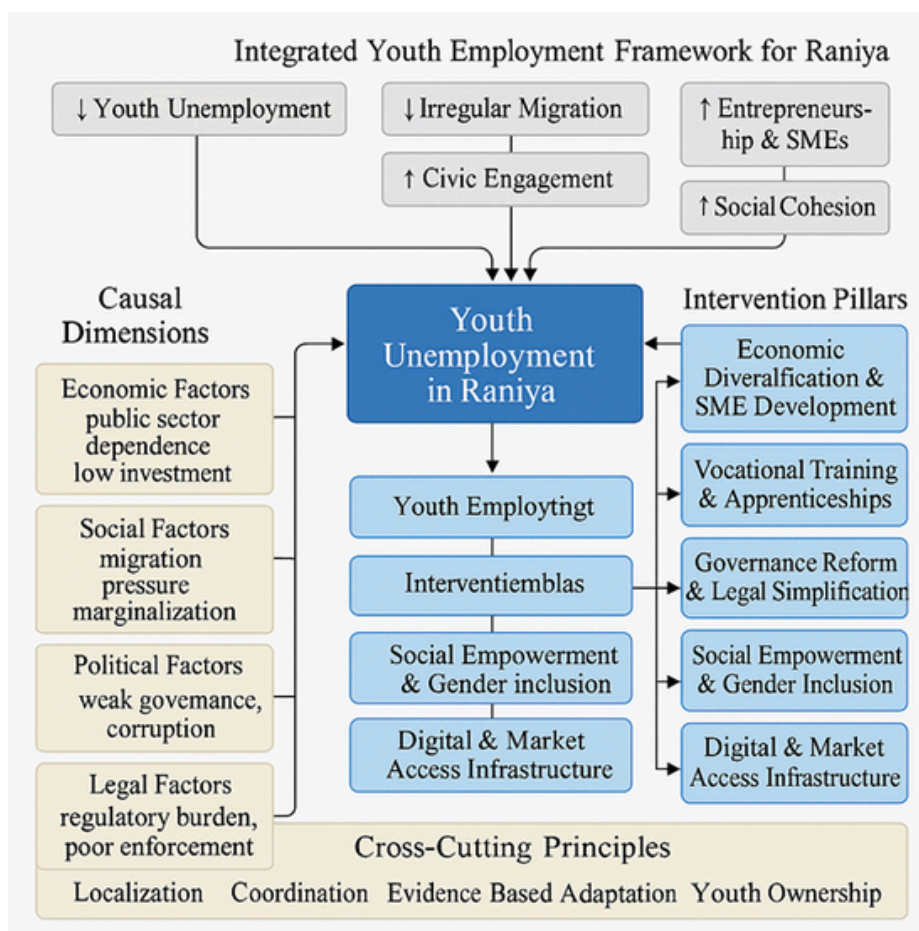 Integrated Youth Employment Framework for Raniya
↓ Youth Unemployment
↓ Irregular Migration
↑ Civic Engagement
↑ Entrepreneurs-
hip & SMEs
↑ Social Cohesion
Causal
Dimensions
Economic Factors
public sector
dependence
low investment
Social Factors
migration
pressure
marginalization
Political Factors
weak governance,
corruption
Legal Factors
regulatory burden,
poor enforcement
Youth
Unemployment
in Raniya
Youth Employtingt
Interventiemblas
Social Empowerment
& Gender inclusion
Digital & Market
Access Infrastructure
Intervention Pillars
Economic
Diveralfication &
SME Development
Vocational Training
& Apprenticeships
Governance Reform
& Legal Simplification
Social Empowerment
& Gender Inclusion
Digital & Market
Access Infrastructure
Cross-Cutting Principles
Localization Coordination Evidence Based Adaptation Youth Ownership